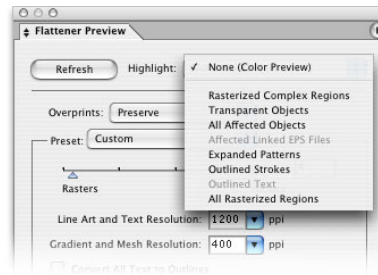 Flattener Preview
Refresh Highlight: ✓ None (Color Preview)
Rasterized Complex Regions
Transparent Objects
All Affected Objects
Affected Linked EPS Files
Expanded Patterns
Outlined Strokes
Outlined Text
All Rasterized Regions
Overprints: Preserve
Preset: Custom
Rasters
Line Art and Text Resolution: 1200 ppi
Gradient and Mesh Resolution: 400 ppi
Convert All Text to Outlines